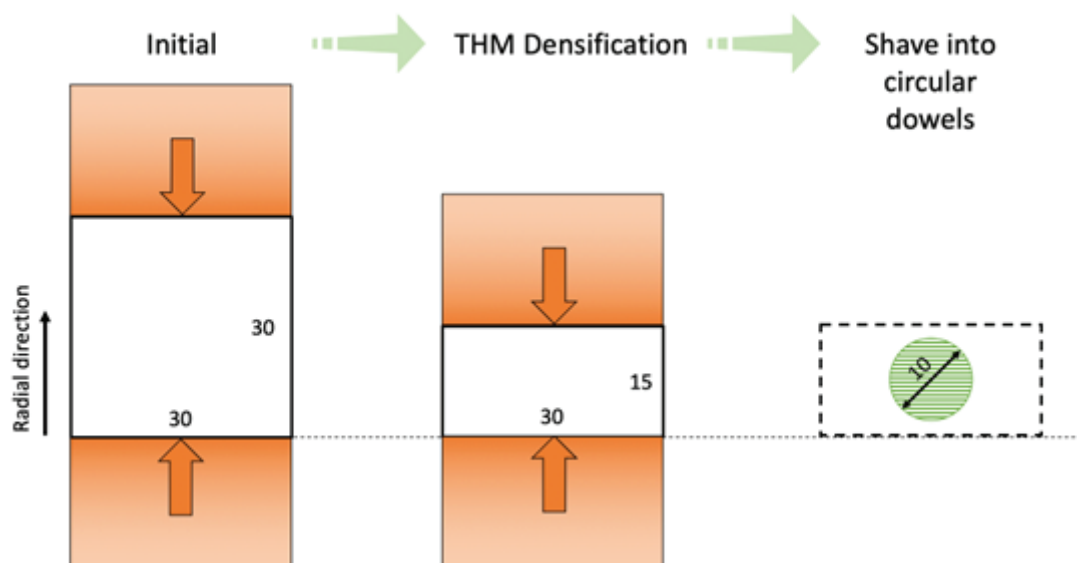 Initial
THM Densification
Shave into
circular
dowels
Radial direction
30
30
15
30
10